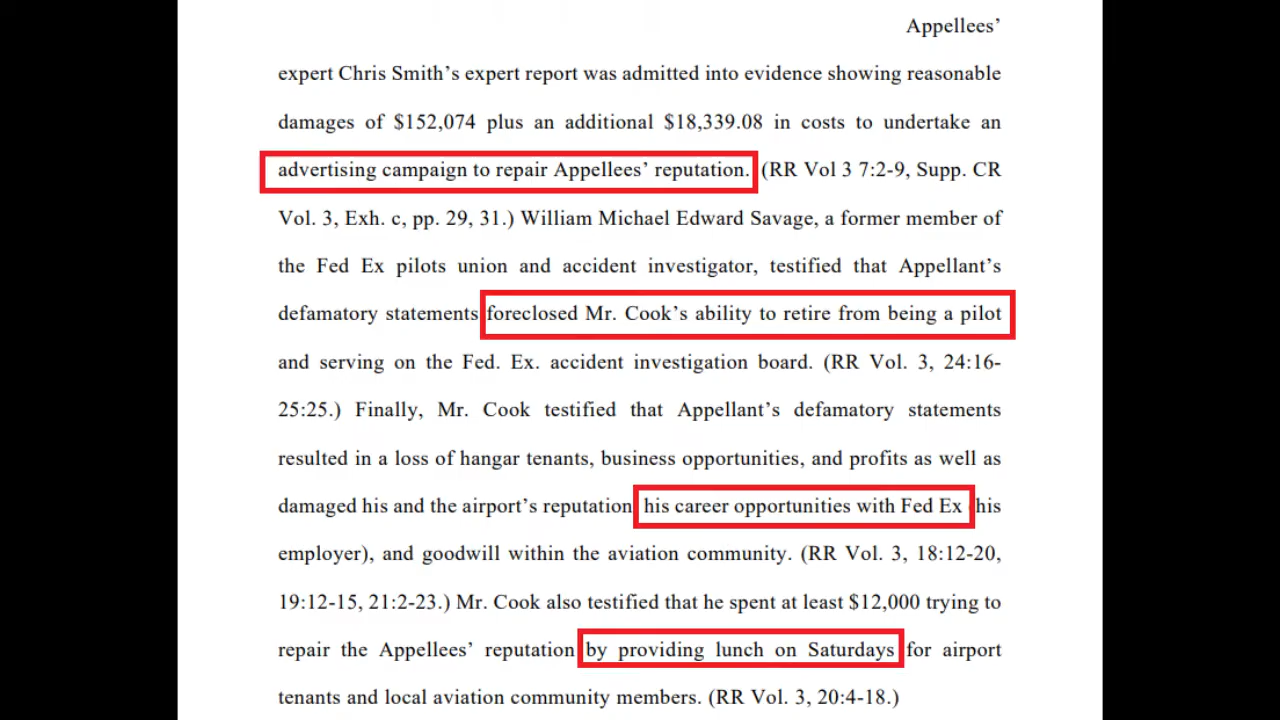 Appellees’
expert Chris Smith’s expert report was admitted into evidence showing reasonable
damages of $152,074 plus an additional $18,339.08 in costs to undertake an
advertising campaign to repair Appellees’ reputation. (RR Vol 3 7:2-9, Supp. CR
Vol. 3, Exh. c, pp. 29, 31.) William Michael Edward Savage, a former member of
the Fed Ex pilots union and accident investigator, testified that Appellant’s
defamatory statements foreclosed Mr. Cook’s ability to retire from being a pilot
and serving on the Fed. Ex. accident investigation board. (RR Vol. 3, 24:16-
25:25.) Finally, Mr. Cook testified that Appellant’s defamatory statements
resulted in a loss of hangar tenants, business opportunities, and profits as well as
damaged his and the airport’s reputation his career opportunities with Fed Ex his
employer), and goodwill within the aviation community. (RR Vol. 3, 18:12-20,
19:12-15, 21:2-23.) Mr. Cook also testified that he spent at least $12,000 trying to
repair the Appellees’ reputation by providing lunch on Saturdays for airport
tenants and local aviation community members. (RR Vol. 3, 20:4-18.)